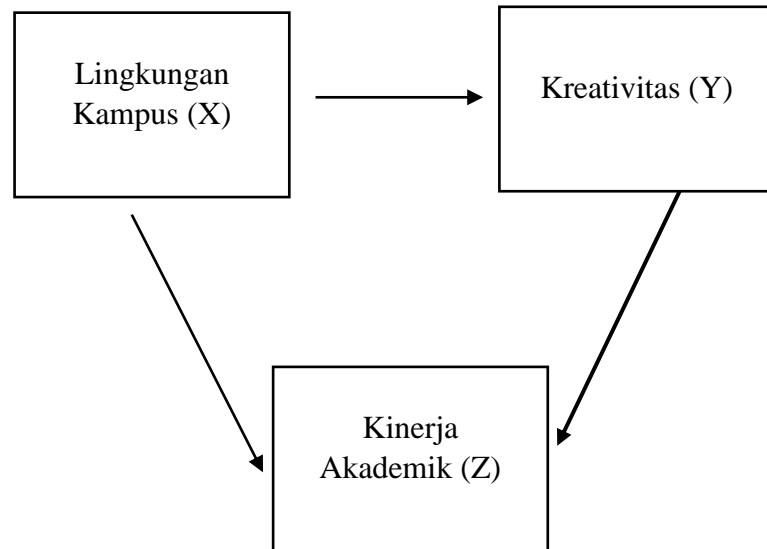 Lingkungan
Kampus (X)
Kreativitas (Y)
Kinerja
Akademik (Z)